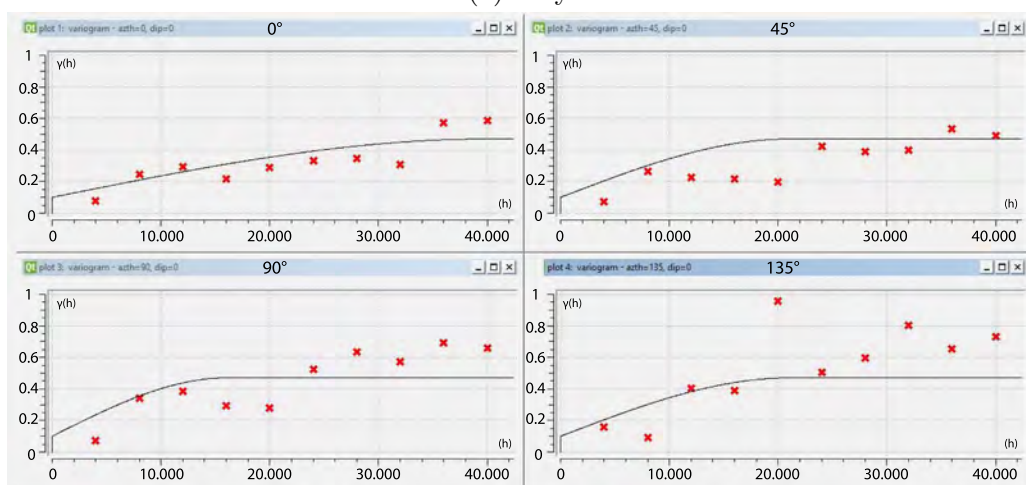 plot 1: variogram - azth=0, dip=0
0°
1
γ(h)
0.8
0.6
0.4
0.2
0
(h)
0 10.000 20.000 30.000 40.000
plot 2: variogram - azth=45, dip=0
45°
1
γ(h)
0.8
0.6
0.4
0.2
0
(h)
0 10.000 20.000 30.000 40.000
plot 3: variogram - azth=90, dip=0
90°
1
γ(h)
0.8
0.6
0.4
0.2
0
(h)
0 10.000 20.000 30.000 40.000
plot 4: variogram - azth=135, dip=0
135°
1
γ(h)
0.8
0.6
0.4
0.2
0
(h)
0 10.000 20.000 30.000 40.000